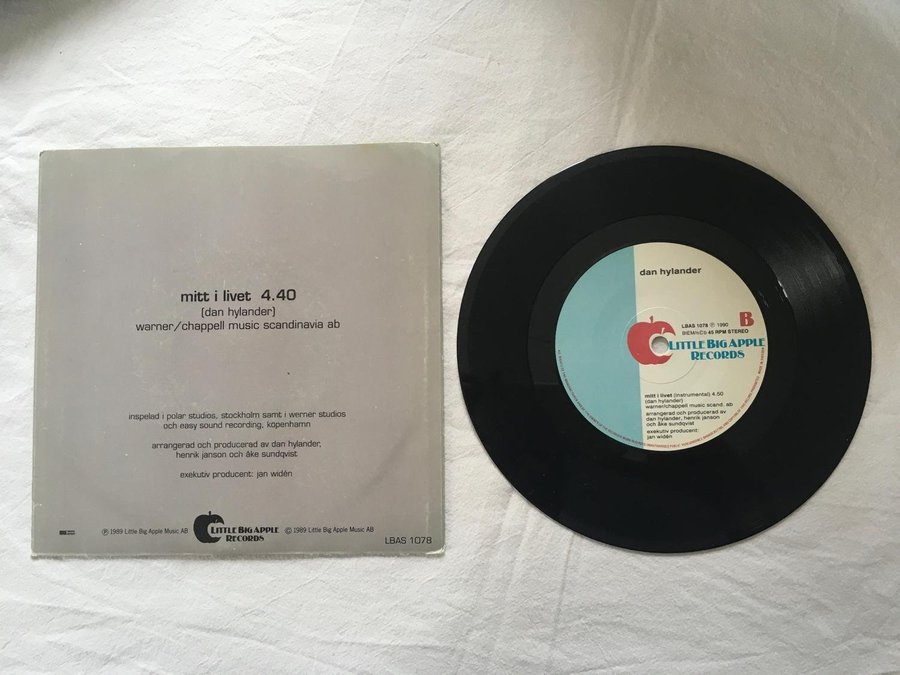 mitt i livet 4.40
(dan hylander)
warner/chappell music scandinavia ab
inspelad i polar studios, stockholm samt i werner studios
och easy sound recording, köpenhamn
arrangerad och producerad av dan hylander,
henrik janson och åke sundqvist
exekutiv producent: jan widén
℗ 1989 Little Big Apple Music AB
LITTLE BIG APPLE
RECORDS
© 1989 Little Big Apple Music AB
LBAS 1078
dan hylander
LBAS 1078 ℗ 1990
BIEM/nCb 45 RPM STEREO
B
LITTLE BIG APPLE
RECORDS
mitt i livet (instrumental) 4.50
(dan hylander)
warner/chappell music scand. ab
arrangerad och producerad av
dan hylander, henrik janson
och åke sundqvist
exekutiv producent:
jan widén